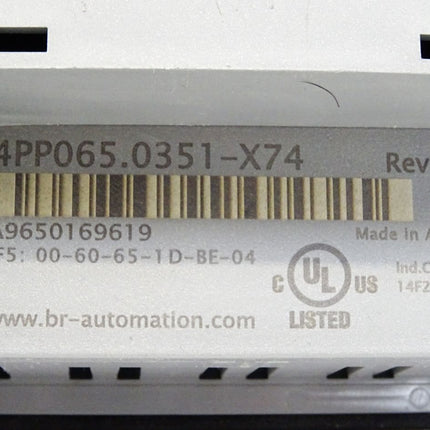 4PP065.0351-X74 Rev
A9650169619 Made in A
F5: 00-60-65-1D-BE-04
C UL US Ind.C
14F2
LISTED
www.br-automation.com